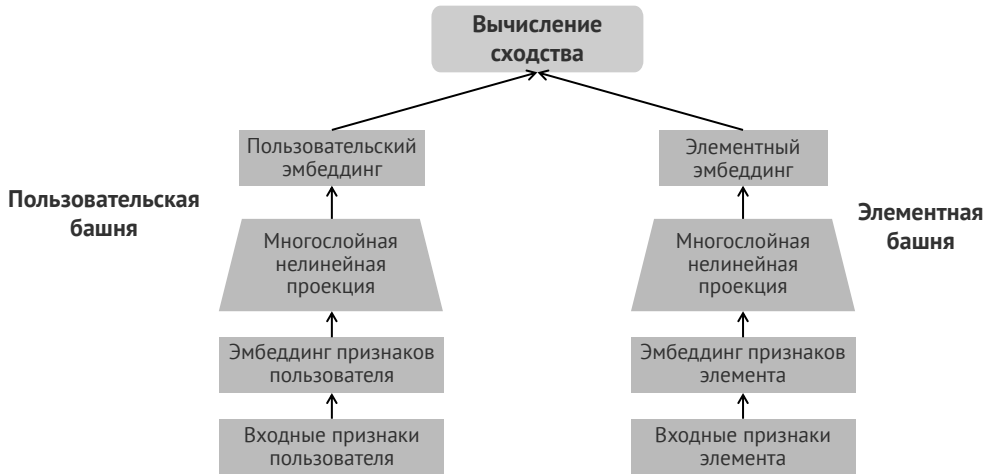 Вычисление
сходства
Пользовательский
эмбеддинг
Элементный
эмбеддинг
Пользовательская
башня
Элементная
башня
Многослойная
нелинейная
проекция
Многослойная
нелинейная
проекция
Эмбеддинг признаков
пользователя
Эмбеддинг признаков
элемента
Входные признаки
пользователя
Входные признаки
элемента